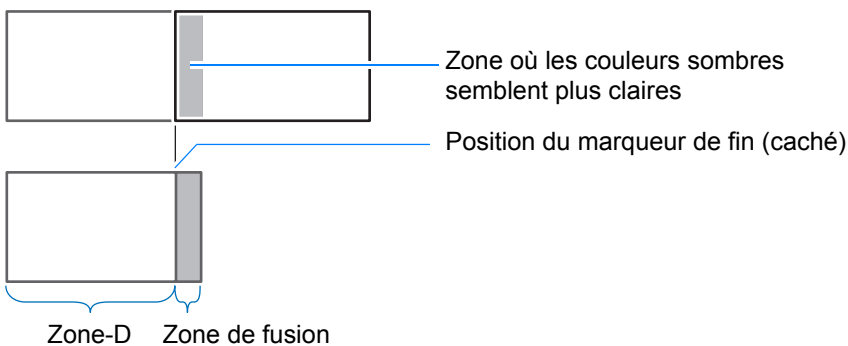 Zone où les couleurs sombres
semblent plus claires
Position du marqueur de fin (caché)
Zone-D
Zone de fusion